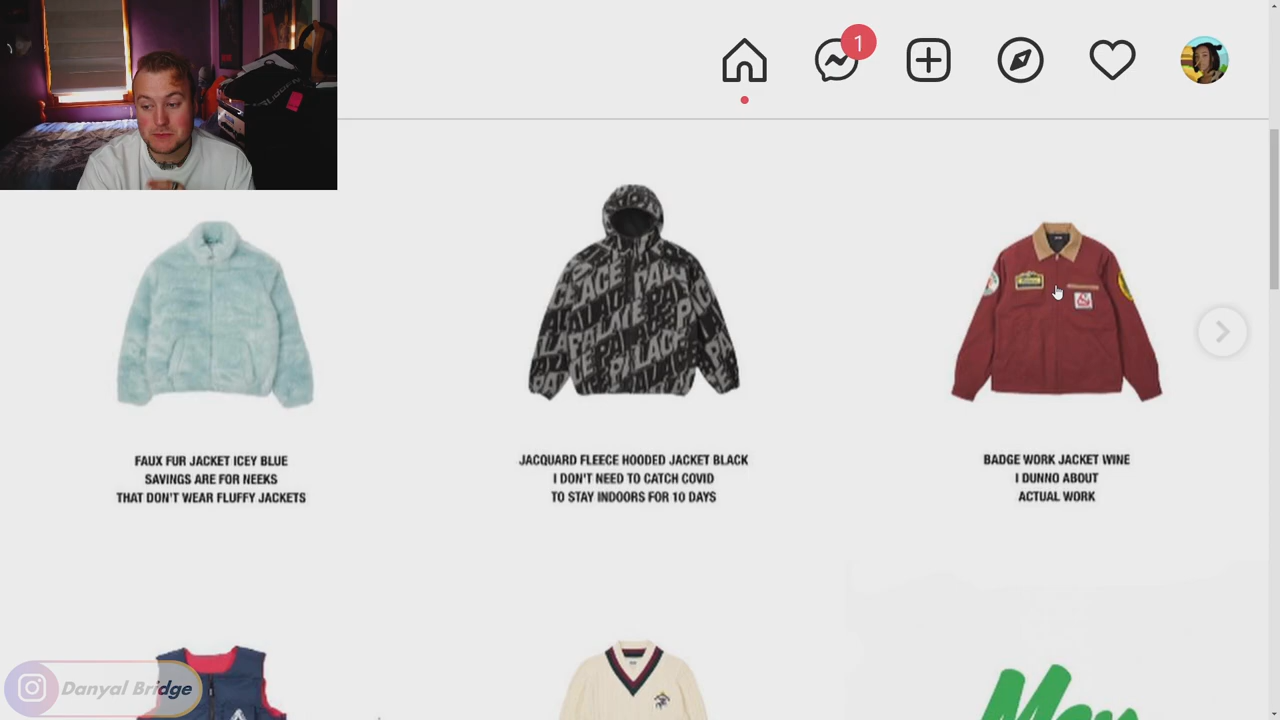 1
FAUX FUR JACKET ICEY BLUE
SAVINGS ARE FOR NEEKS
THAT DON'T WEAR FLUFFY JACKETS
JACQUARD FLEECE HOODED JACKET BLACK
I DON'T NEED TO CATCH COVID
TO STAY INDOORS FOR 10 DAYS
BADGE WORK JACKET WINE
I DUNNO ABOUT
ACTUAL WORK
Danyal Bridge